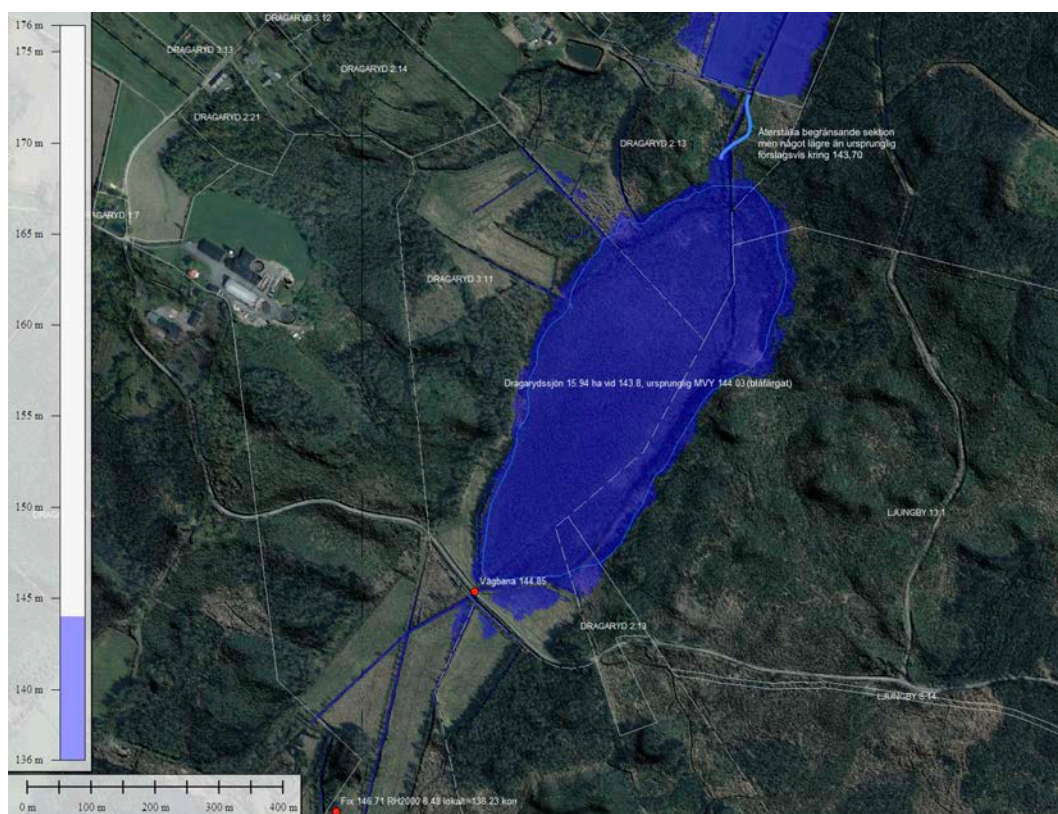 176 m
175 m
170 m
165 m
160 m
155 m
150 m
145 m
140 m
136 m
DRAGARYD 3:12
DRAGARYD 3:13
DRAGARYD 2:14
DRAGARYD 2:21
DRAGARYD 2:13
Återställa begränsande sektion
men något lägre än ursprunglig
förslagsvis kring 143,70
DRAGARYD 1:7
DRAGARYD 3:11
Dragarydssjön 15.94 ha vid 143.8, ursprunglig MVY 144.03 (blåfärgat)
LJUNGBY 13:1
Vägbana 144.85
DRAGARYD 2:13
LJUNGBY 6:14
0 m
100 m
200 m
300 m
400 m
Fix 146.71 RH2000 8.48 lokalt=138.23 kon